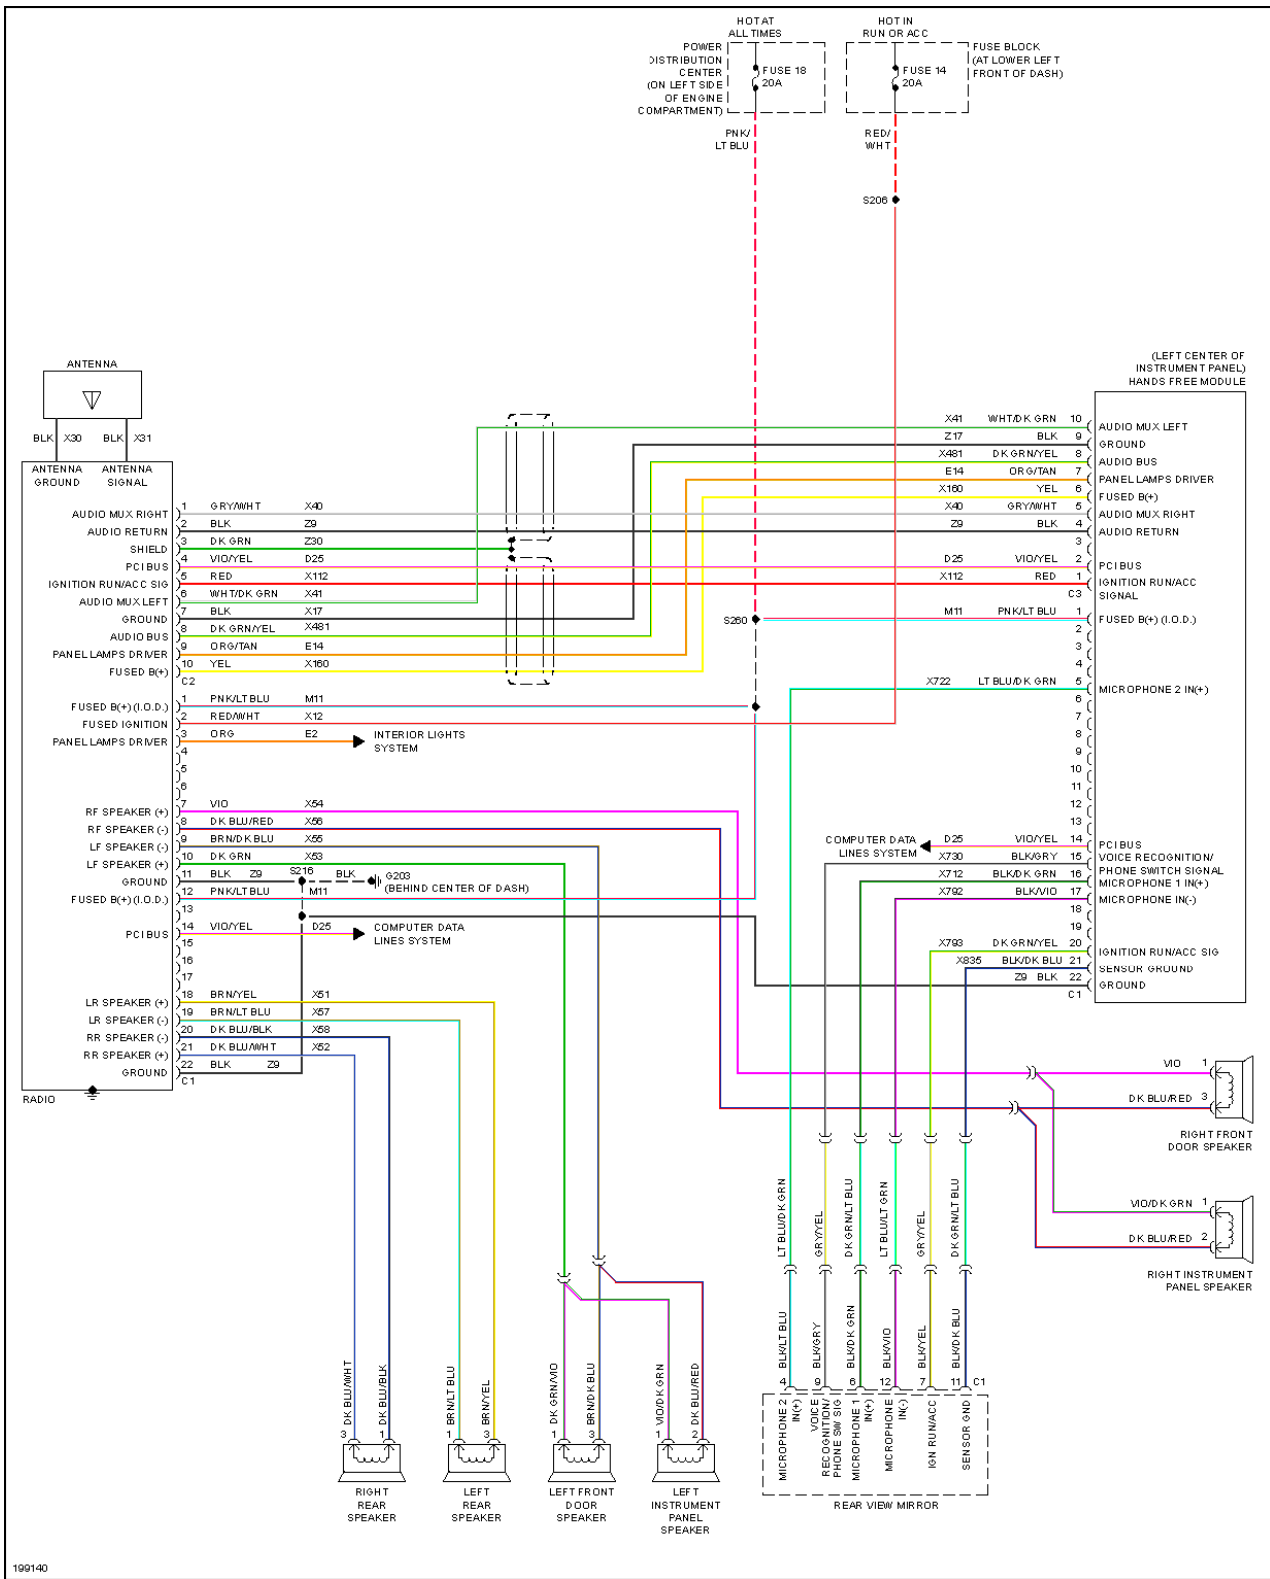 HOT AT
ALL TIMES
HOT IN
RUN OR ACC
POWER
DISTRIBUTION
CENTER
(ON LEFT SIDE
OF ENGINE
COMPARTMENT)
FUSE 18
20A
FUSE 14
20A
FUSE BLOCK
(AT LOWER LEFT
FRONT OF DASH)
PNK/
LT BLU
RED/
WHT
S206
ANTENNA
BLK X30
BLK X31
ANTENNA
GROUND
ANTENNA
SIGNAL
(LEFT CENTER OF
INSTRUMENT PANEL)
HANDS FREE MODULE
AUDIO MUX RIGHT 1 GRY/WHT X40
AUDIO RETURN 2 BLK Z9
SHIELD 3 DK GRN Z30
PCI BUS 4 VIO/YEL D25
IGNITION RUN/ACC SIG 5 RED X112
AUDIO MUX LEFT 6 WHT/DK GRN X41
GROUND 7 BLK X17
AUDIO BUS 8 DK GRN/YEL X481
PANEL LAMPS DRIVER 9 ORG/TAN E14
FUSED B(+) 10 YEL X160
C2
FUSED B(+) (I.O.D.) 1 PNK/LT BLU M11
FUSED IGNITION 2 RED/WHT X12
PANEL LAMPS DRIVER 3 ORG E2
INTERIOR LIGHTS
SYSTEM
4
5
6
RF SPEAKER (+) 7 VIO X54
RF SPEAKER (-) 8 DK BLU/RED X56
LF SPEAKER (-) 9 BRN/DK BLU X55
LF SPEAKER (+) 10 DK GRN X53
GROUND 11 BLK Z9 S216 BLK G203
(BEHIND CENTER OF DASH)
FUSED B(+) (I.O.D.) 12 PNK/LT BLU M11
13
PCI BUS 14 VIO/YEL D25
COMPUTER DATA
LINES SYSTEM
15
16
17
LR SPEAKER (+) 18 BRN/YEL X51
LR SPEAKER (-) 19 BRN/LT BLU X57
RR SPEAKER (-) 20 DK BLU/BLK X58
RR SPEAKER (+) 21 DK BLU/WHT X52
GROUND 22 BLK Z9
C1
RADIO
S260
X41 WHT/DK GRN 10 AUDIO MUX LEFT
Z17 BLK 9 GROUND
X481 DK GRN/YEL 8 AUDIO BUS
E14 ORG/TAN 7 PANEL LAMPS DRIVER
X160 YEL 6 FUSED B(+)
X40 GRY/WHT 5 AUDIO MUX RIGHT
Z9 BLK 4 AUDIO RETURN
3
D25 VIO/YEL 2 PCI BUS
X112 RED 1 IGNITION RUN/ACC
SIGNAL
C3
M11 PNK/LT BLU 1 FUSED B(+) (I.O.D.)
2
3
4
X722 LT BLU/DK GRN 5 MICROPHONE 2 IN(+)
6
7
8
9
10
11
12
13
COMPUTER DATA
LINES SYSTEM
D25 VIO/YEL 14 PCI BUS
X730 BLK/GRY 15 VOICE RECOGNITION/
PHONE SWITCH SIGNAL
X712 BLK/DK GRN 16 MICROPHONE 1 IN(+)
X792 BLK/VIO 17 MICROPHONE IN(-)
18
19
X793 DK GRN/YEL 20 IGNITION RUN/ACC SIG
X835 BLK/DK BLU 21 SENSOR GROUND
Z9 BLK 22 GROUND
C1
VIO 1
DK BLU/RED 3
RIGHT FRONT
DOOR SPEAKER
VIO/DK GRN 1
DK BLU/RED 2
RIGHT INSTRUMENT
PANEL SPEAKER
LT BLU/DK GRN
GRY/YEL
DK GRN/LT BLU
LT BLU/LT GRN
GRY/YEL
DK GRN/LT BLU
BLK/LT BLU
BLK/GRY
BLK/DK GRN
BLK/VIO
BLK/YEL
BLK/DK BLU
4 9 6 12 7 11 C1
MICROPHONE 2
IN(+)
VOICE
RECOGNITION/
PHONE SW SIG
MICROPHONE 1
IN(+)
MICROPHONE
IN(-)
IGN RUN/ACC
SENSOR GND
REAR VIEW MIRROR
DK BLU/WHT
DK BLU/BLK
3 1
RIGHT
REAR
SPEAKER
BRN/LT BLU
BRN/YEL
1 3
LEFT
REAR
SPEAKER
DK GRN/VIO
BRN/DK BLU
1 3
LEFT FRONT
DOOR
SPEAKER
VIO/DK GRN
DK BLU/RED
1 2
LEFT
INSTRUMENT
PANEL
SPEAKER
199140